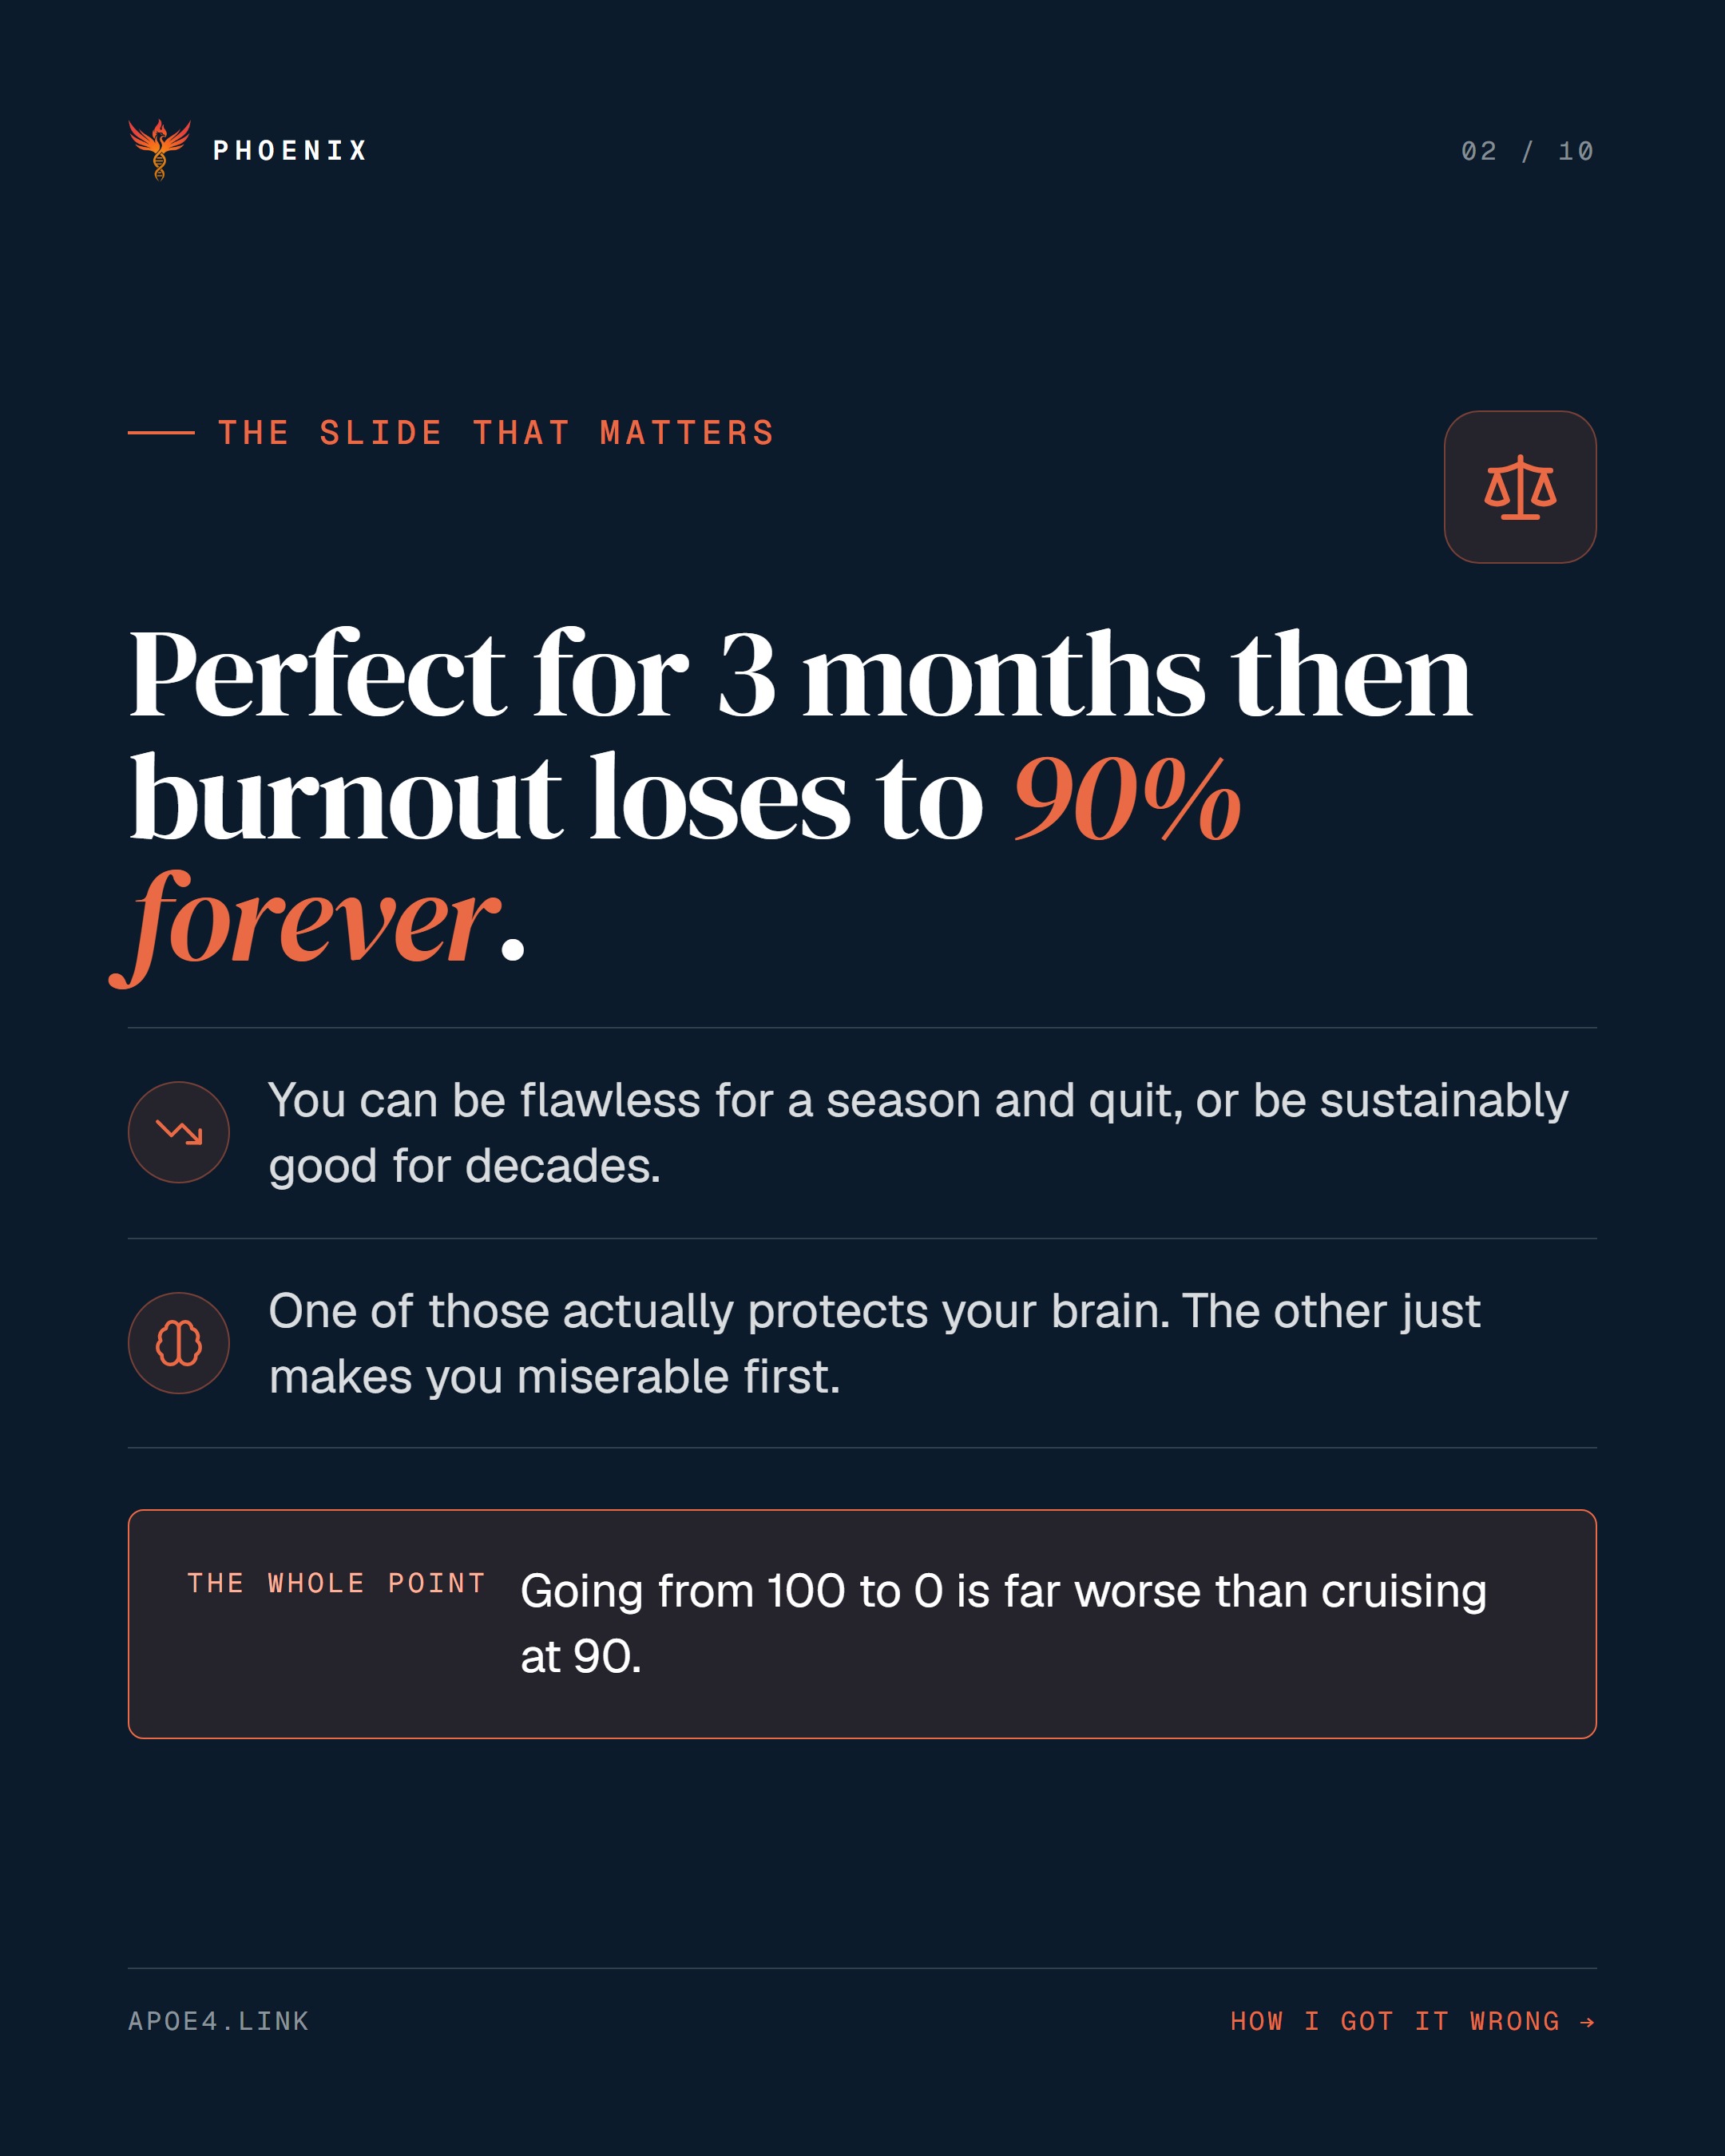 PHOENIX
02 / 10
THE SLIDE THAT MATTERS
Perfect for 3 months then
burnout loses to 90%
forever.
You can be flawless for a season and quit, or be sustainably
good for decades.
One of those actually protects your brain. The other just
makes you miserable first.
THE WHOLE POINT
Going from 100 to 0 is far worse than cruising
at 90.
APOE4.LINK
HOW I GOT IT WRONG →